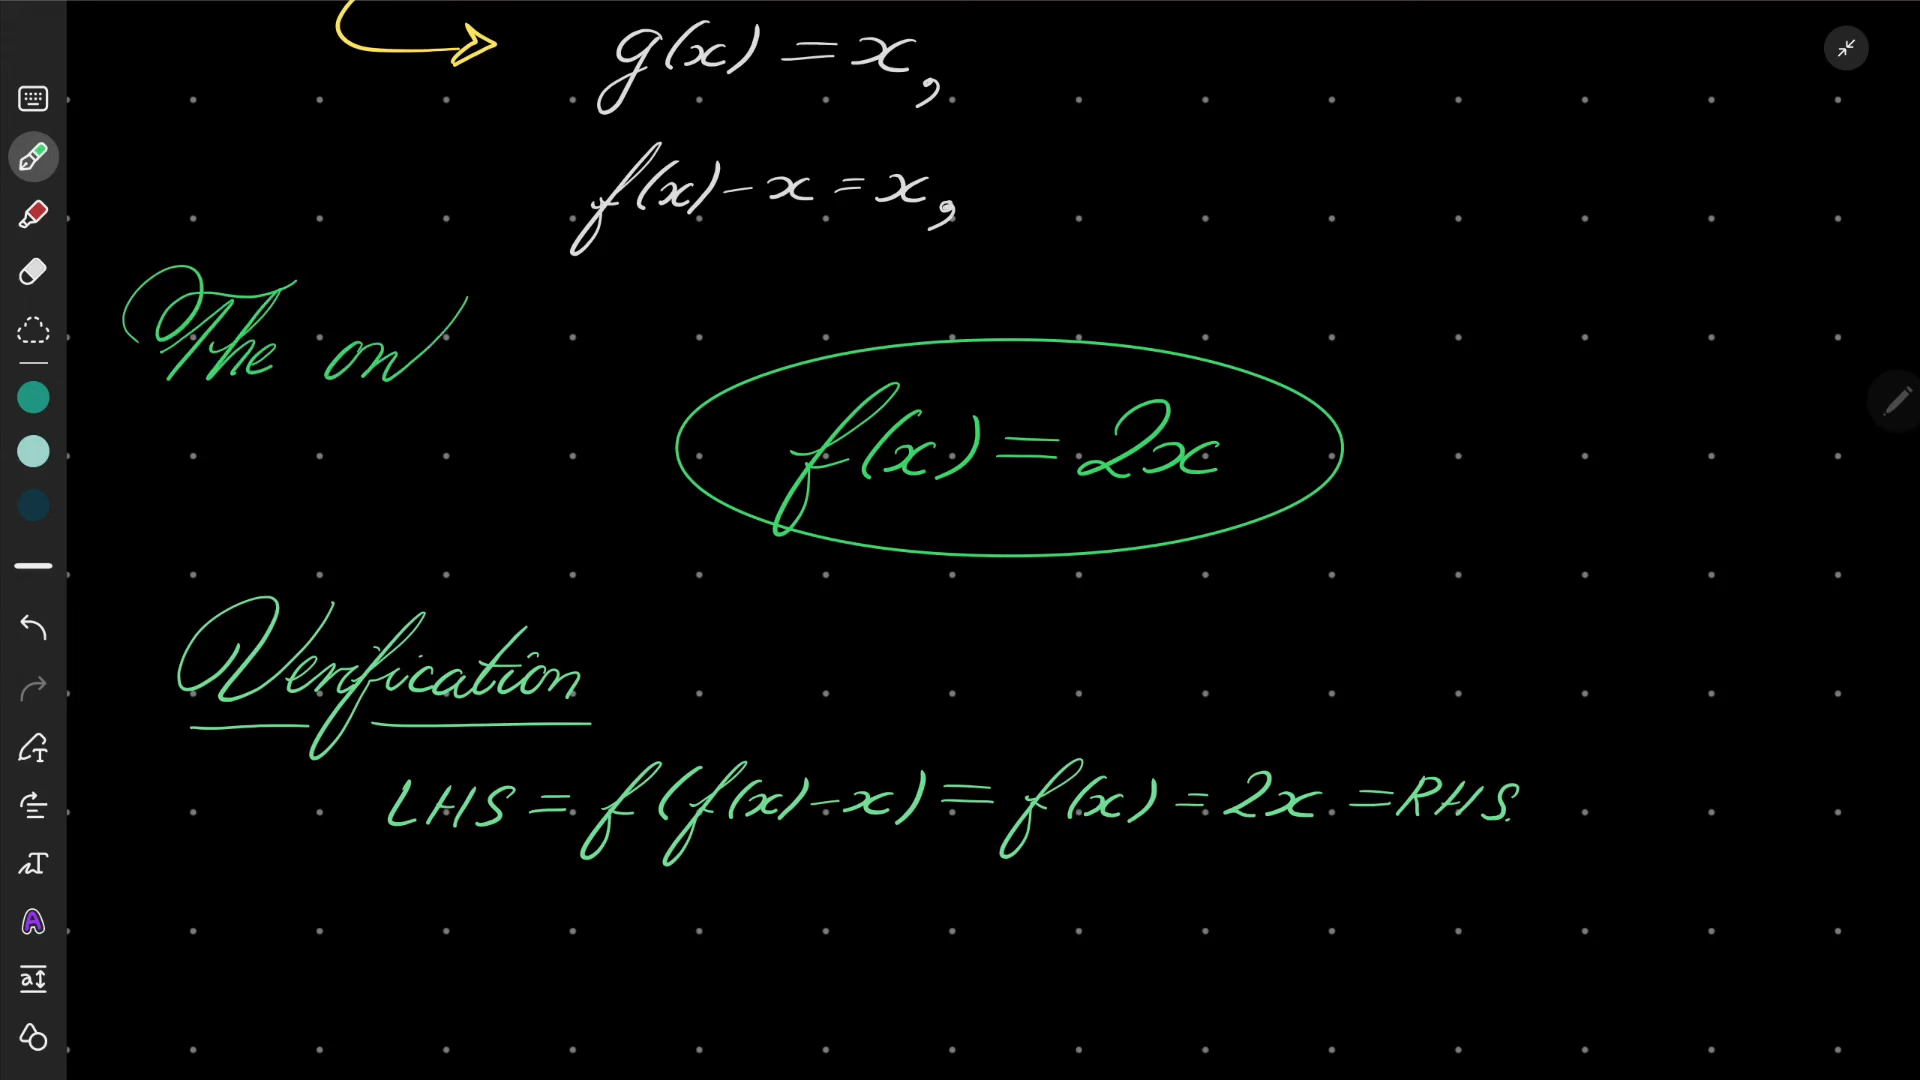 g(x) = x,
f(x) - x = x,
The on
f(x) = 2x
Verification
LHS = f(f(x) - x) = f(x) = 2x = RHS.